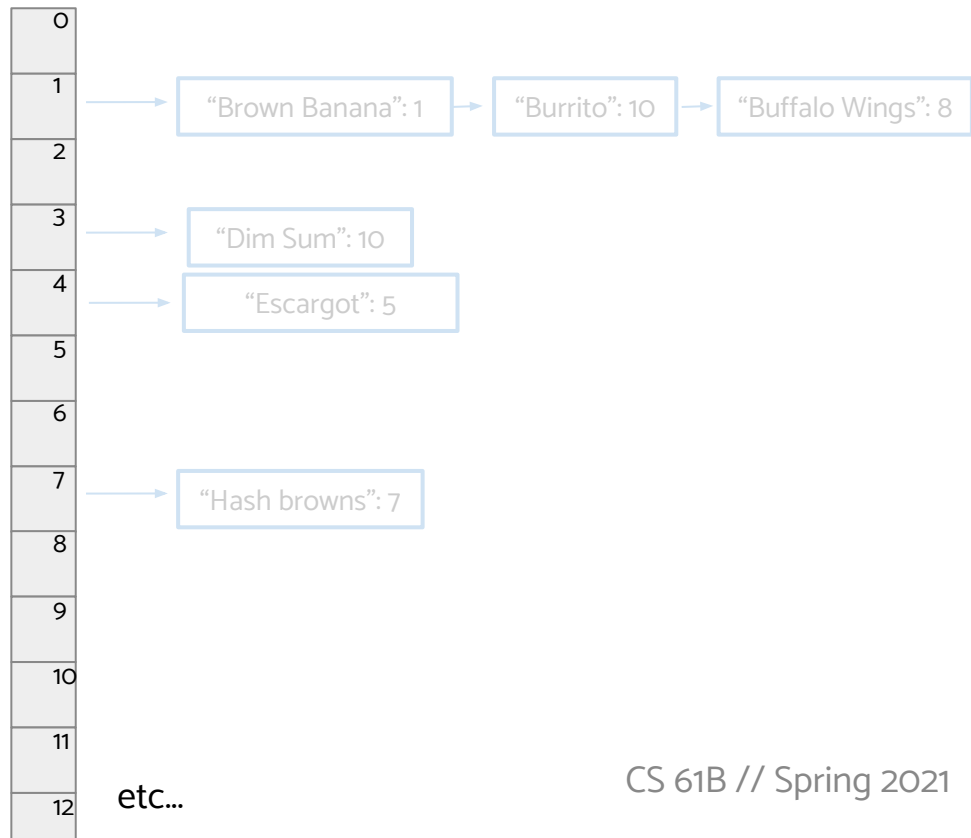 0
1
“Brown Banana”: 1 “Burrito”: 10 “Buffalo Wings”: 8
2
3
“Dim Sum”: 10
4
“Escargot”: 5
5
6
7
“Hash browns”: 7
8
9
10
11
12
etc...
CS 61B // Spring 2021